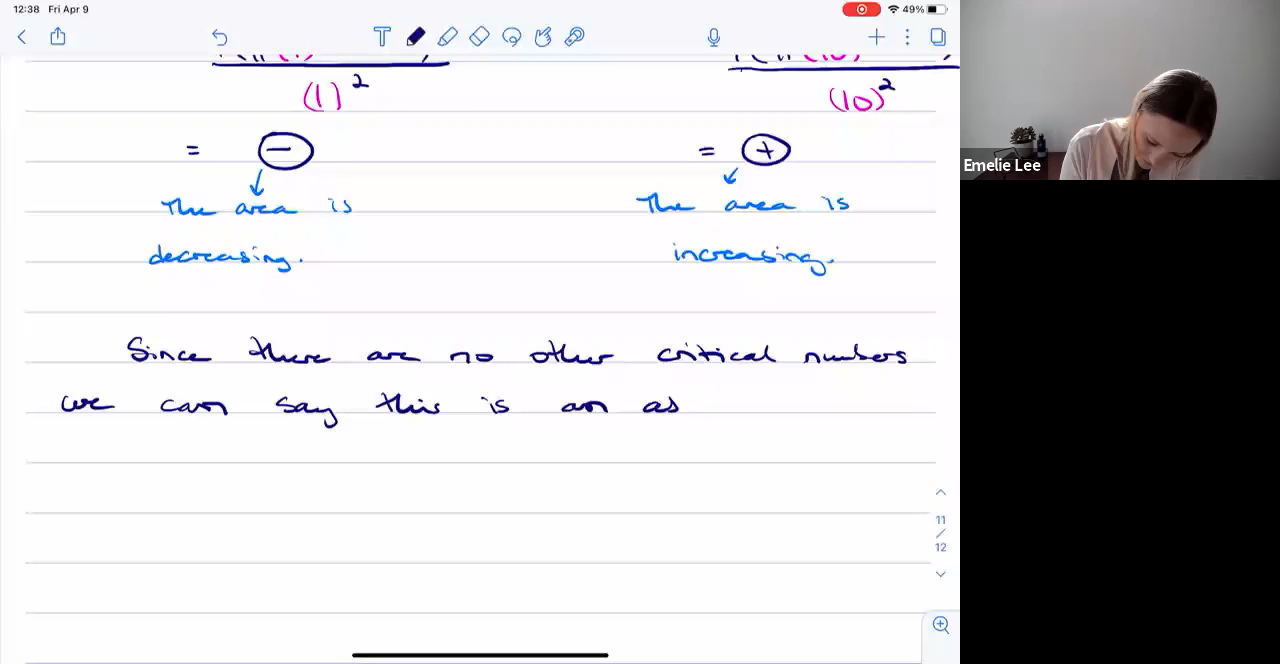 12:38 Fri Apr 9
49%
(1)²
(10)²
= −
= +
The area is
decreasing.
The area is
increasing.
Since there are no other critical numbers
we can say this is an as
11
12
Emelie Lee